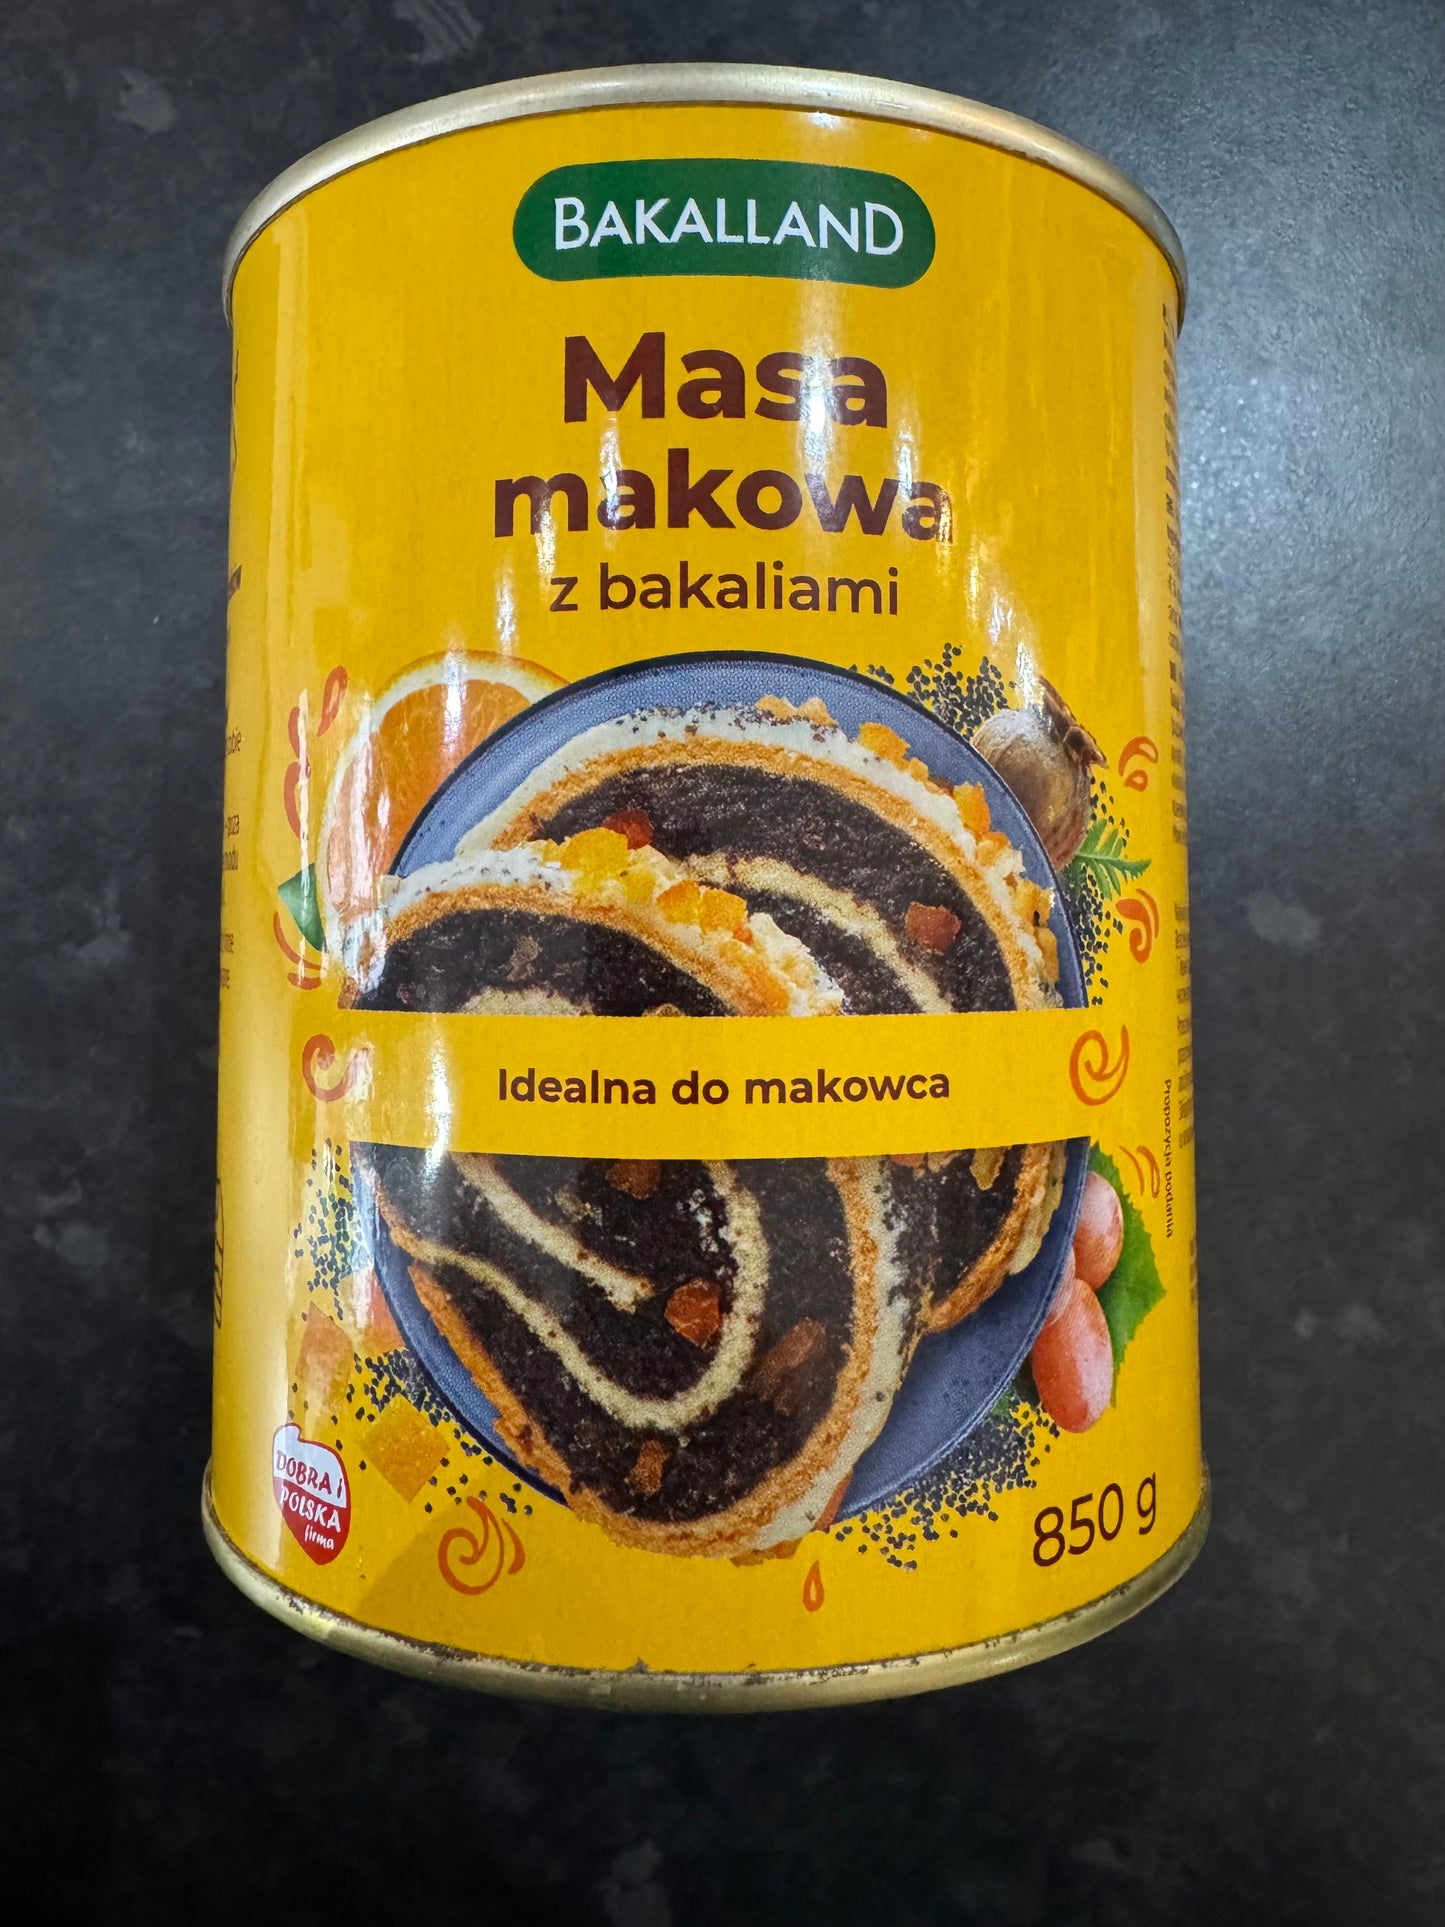 BAKALLAND
Masa
makowa
z bakaliami
Idealna do makowca
Propozycja podania
DOBRA i
POLSKA
firma
850 g